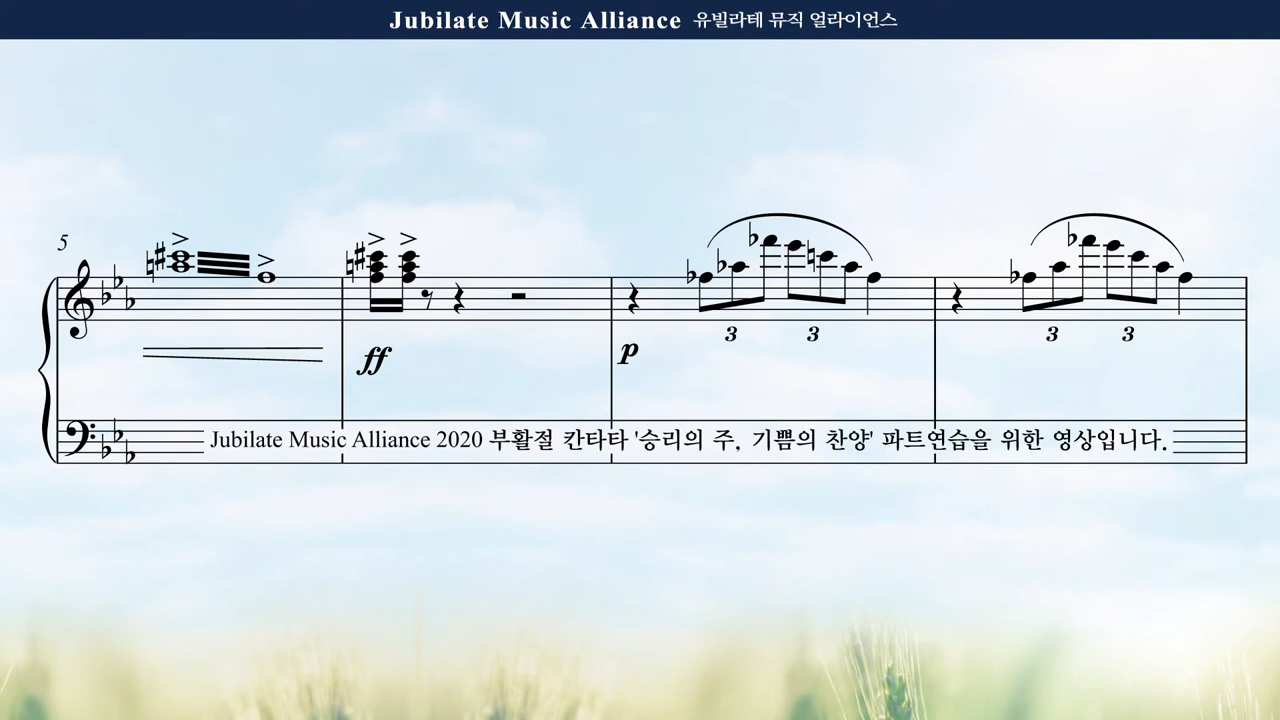 Jubilate Music Alliance 유빌라테 뮤직 얼라이언스
5
ff
p
3 3 3 3
Jubilate Music Alliance 2020 부활절 칸타타 '승리의 주, 기쁨의 찬양' 파트연습을 위한 영상입니다.